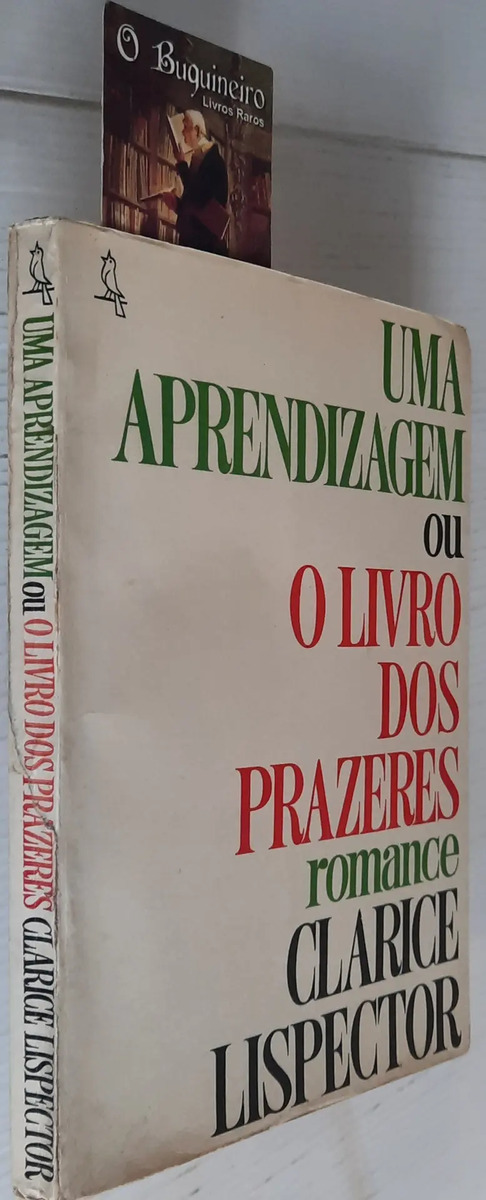 O Buquineiro
Livros Raros
UMA
APRENDIZAGEM
ou
O LIVRO
DOS
PRAZERES
romance
CLARICE
LISPECTOR
UMA APRENDIZAGEM ou O LIVRO DOS PRAZERES CLARICE LISPECTOR